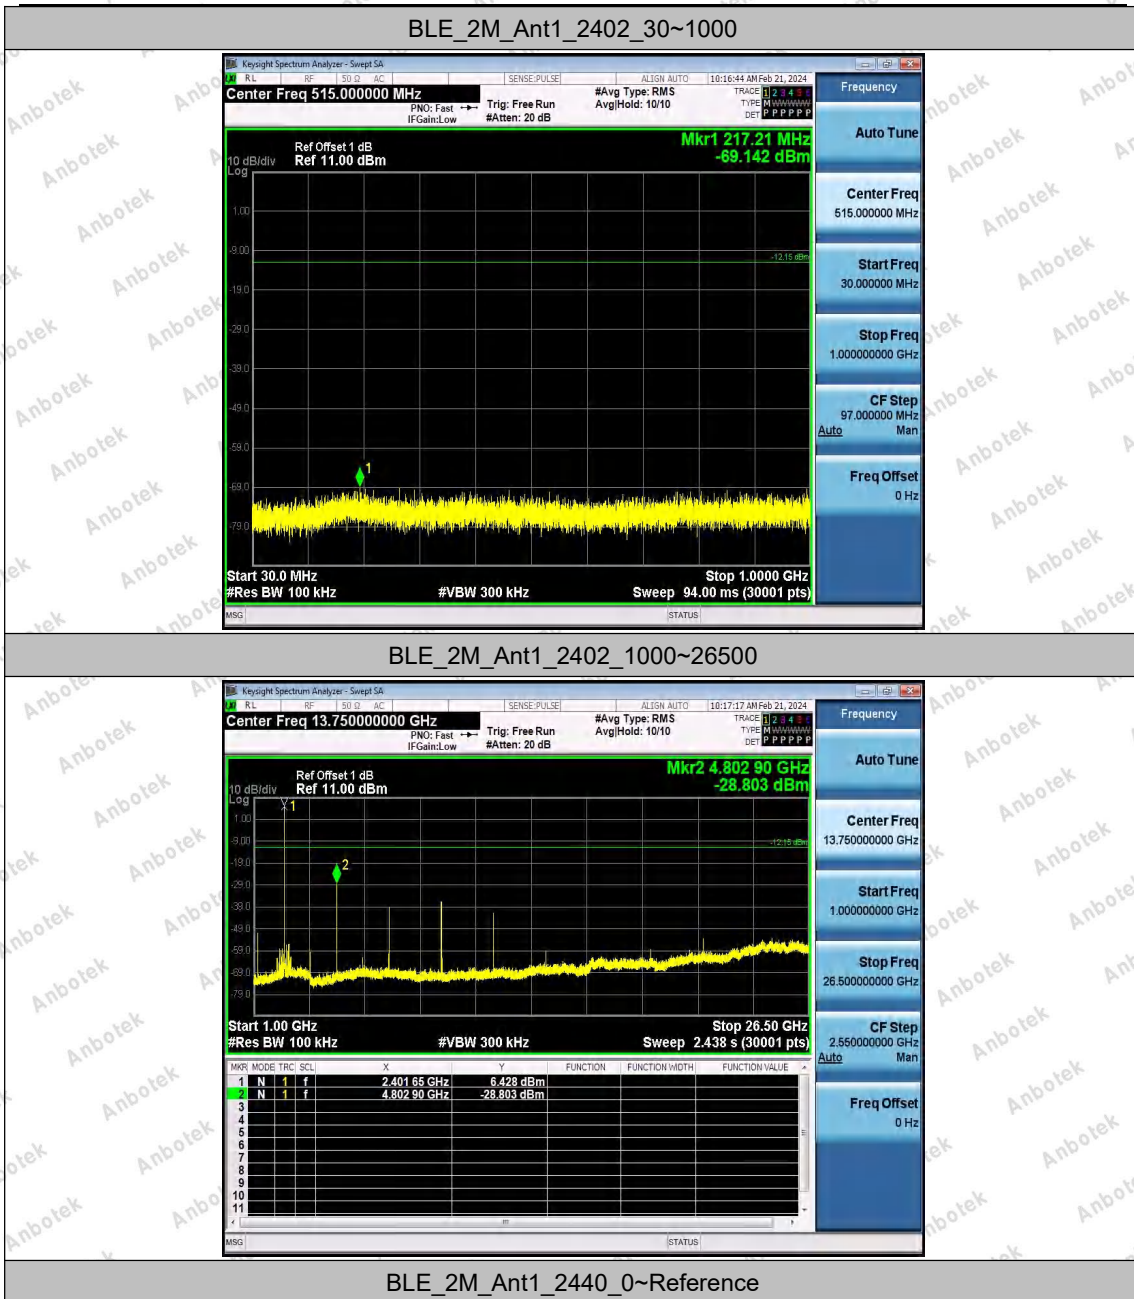 BLE_2M_Ant1_2402_30~1000
Keysight Spectrum Analyzer - Swept SA
RL RF 50 Ω AC SENSE:PULSE ALIGN AUTO 10:16:44 AM Feb 21, 2024
Center Freq 515.000000 MHz #Avg Type: RMS TRACE 1 2 3 4 5 6
PNO: Fast Trig: Free Run Avg|Hold: 10/10 TYPE M WWWWW
IFGain:Low #Atten: 20 dB DET P P P P P P
Frequency
Auto Tune
Mkr1 217.21 MHz
-69.142 dBm
Ref Offset 1 dB
10 dB/div Ref 11.00 dBm
Log
1.00
-9.00
-12.15 dBm
-19.0
-29.0
-39.0
-49.0
-59.0
-69.0
-79.0
1
Start 30.0 MHz Stop 1.0000 GHz
#Res BW 100 kHz #VBW 300 kHz Sweep 94.00 ms (30001 pts)
MSG STATUS
Center Freq
515.000000 MHz
Start Freq
30.000000 MHz
Stop Freq
1.000000000 GHz
CF Step
97.000000 MHz
Auto Man
Freq Offset
0 Hz
BLE_2M_Ant1_2402_1000~26500
Keysight Spectrum Analyzer - Swept SA
RL RF 50 Ω AC SENSE:PULSE ALIGN AUTO 10:17:17 AM Feb 21, 2024
Center Freq 13.750000000 GHz #Avg Type: RMS TRACE 1 2 3 4 5 6
PNO: Fast Trig: Free Run Avg|Hold: 10/10 TYPE M WWWWW
IFGain:Low #Atten: 20 dB DET P P P P P P
Frequency
Auto Tune
Mkr2 4.802 90 GHz
-28.803 dBm
Ref Offset 1 dB
10 dB/div Ref 11.00 dBm
Log
1
1.00
-9.00
-12.15 dBm
-19.0
2
-29.0
-39.0
-49.0
-59.0
-69.0
-79.0
Start 1.00 GHz Stop 26.50 GHz
#Res BW 100 kHz #VBW 300 kHz Sweep 2.438 s (30001 pts)
MKR MODE TRC SCL X Y FUNCTION FUNCTION WIDTH FUNCTION VALUE
1 N 1 f 2.401 65 GHz 6.428 dBm
2 N 1 f 4.802 90 GHz -28.803 dBm
3
4
5
6
7
8
9
10
11
MSG STATUS
Center Freq
13.750000000 GHz
Start Freq
1.000000000 GHz
Stop Freq
26.500000000 GHz
CF Step
2.550000000 GHz
Auto Man
Freq Offset
0 Hz
BLE_2M_Ant1_2440_0~Reference
Anbotek